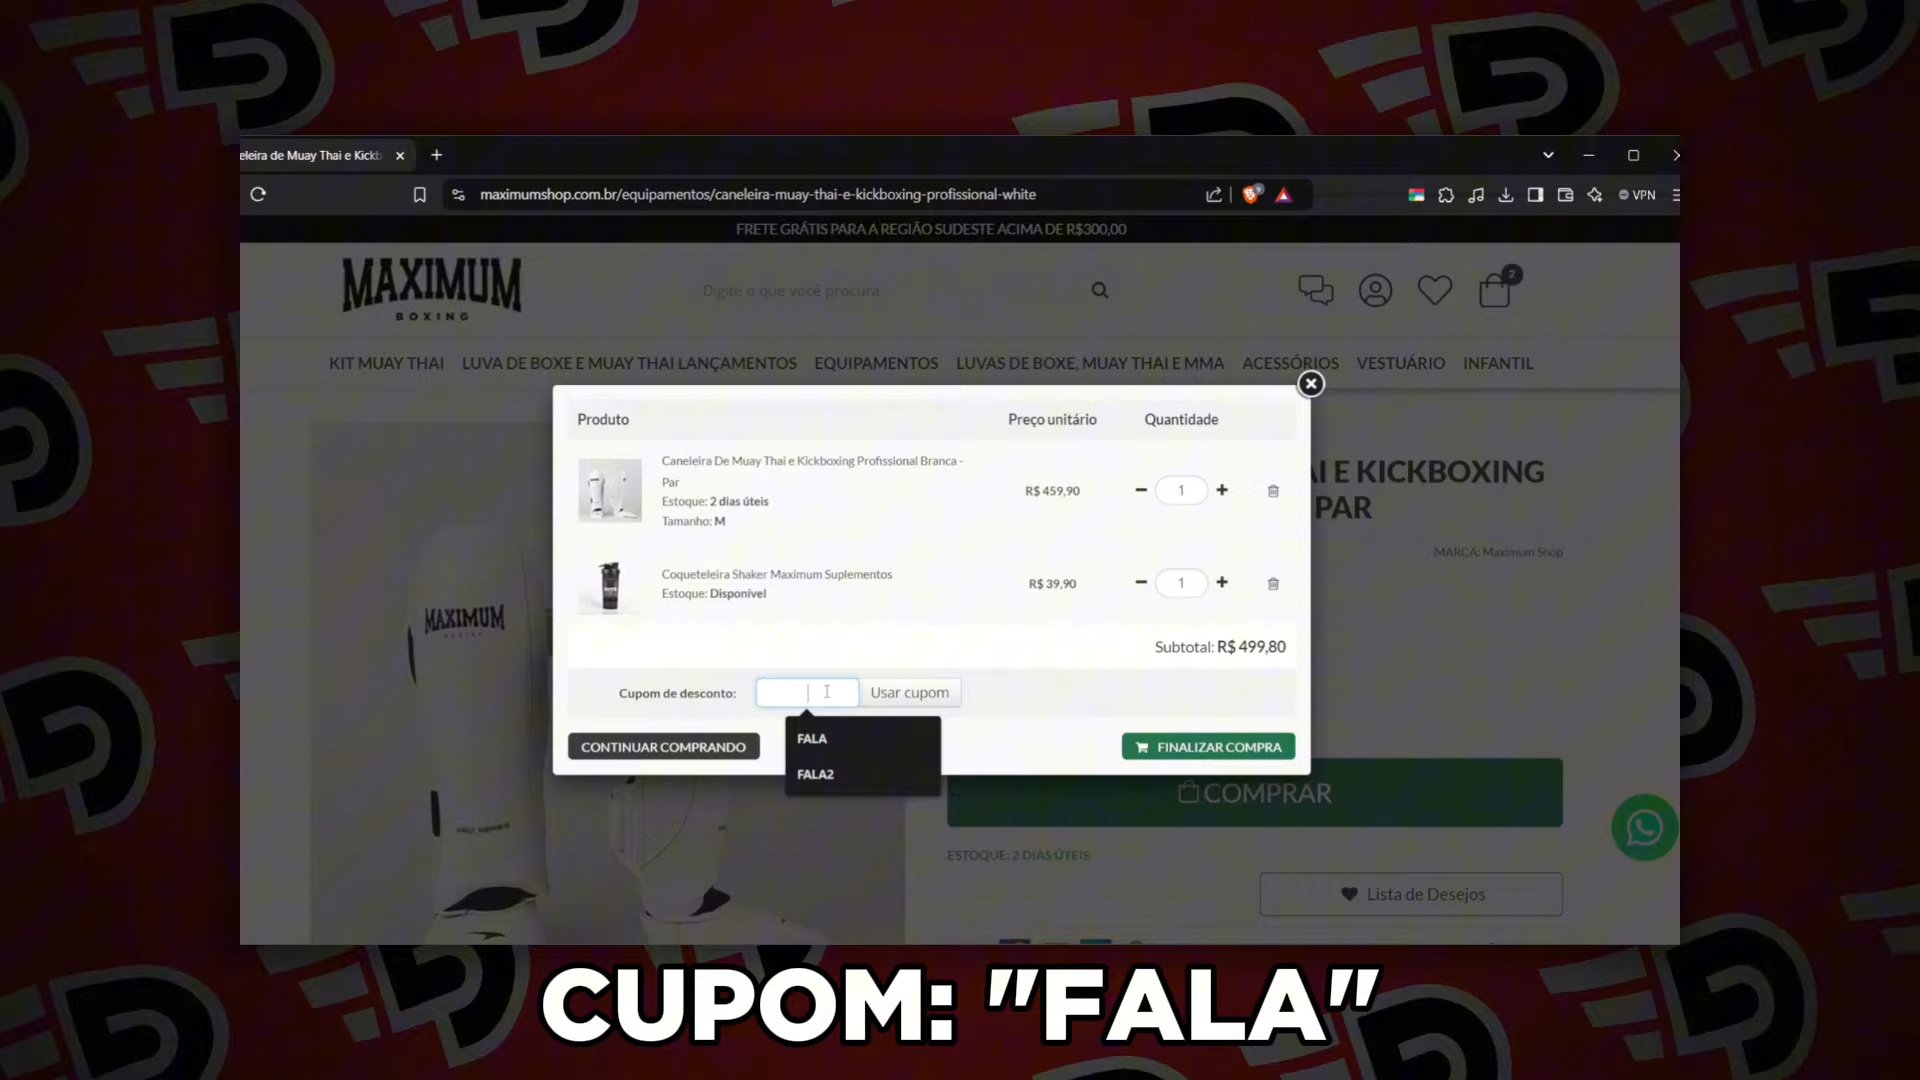 eleira de Muay Thai e Kickb
maximumshop.com.br/equipamentos/caneleira-muay-thai-e-kickboxing-profissional-white
VPN
FRETE GRÁTIS PARA A REGIÃO SUDESTE ACIMA DE R$300,00
MAXIMUM
BOXING
Digite o que você procura
2
KIT MUAY THAI LUVA DE BOXE E MUAY THAI LANÇAMENTOS EQUIPAMENTOS LUVAS DE BOXE, MUAY THAI E MMA ACESSÓRIOS VESTUÁRIO INFANTIL
Produto Preço unitário Quantidade
Caneleira De Muay Thai e Kickboxing Profissional Branca -
Par
Estoque: 2 dias úteis
Tamanho: M
R$ 459,90
1
Coqueteleira Shaker Maximum Suplementos
Estoque: Disponível
R$ 39,90
1
Subtotal: R$ 499,80
Cupom de desconto: Usar cupom
FALA
FALA2
CONTINUAR COMPRANDO
FINALIZAR COMPRA
I E KICKBOXING
PAR
MARCA: Maximum Shop
MAXIMUM
COMPRAR
ESTOQUE: 2 DIAS ÚTEIS
Lista de Desejos
CUPOM: "FALA"